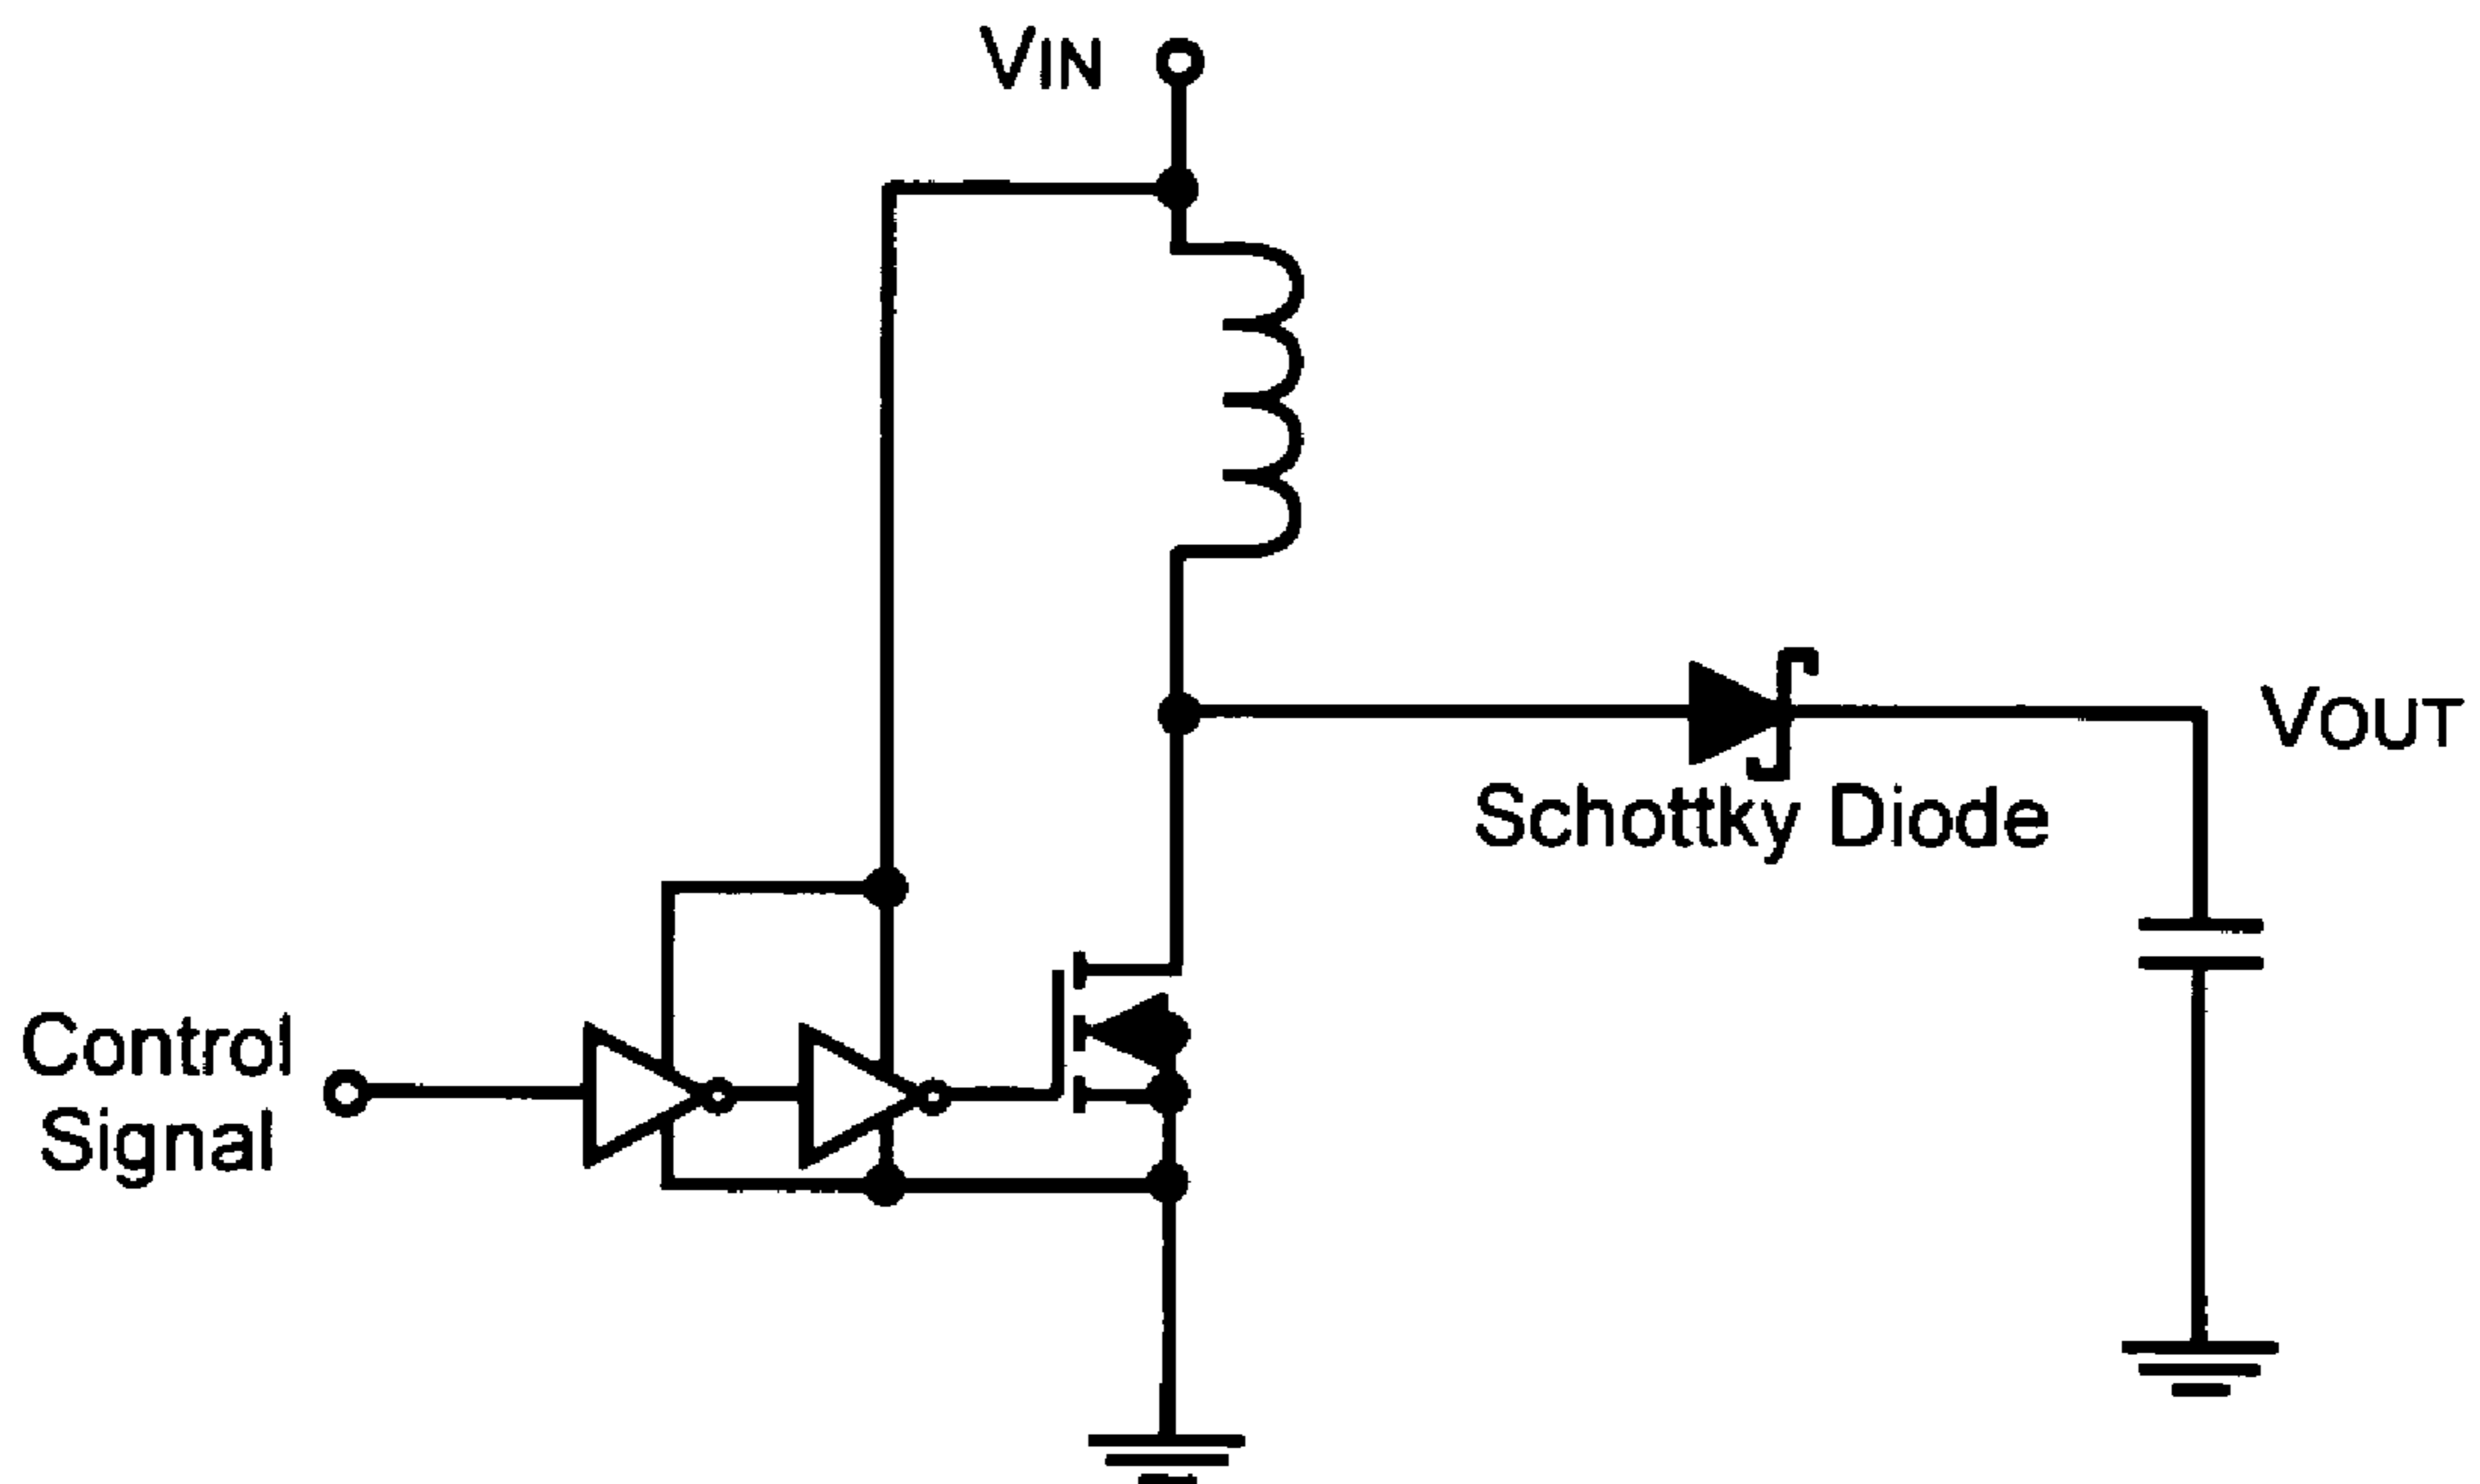 VIN
VOUT
Schottky Diode
Control
Signal